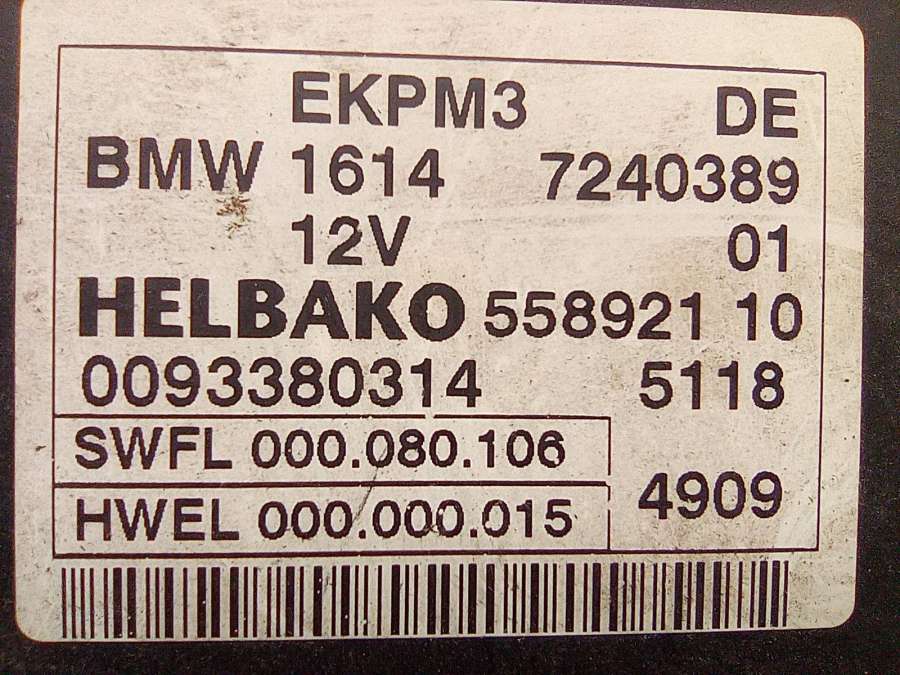 EKPM3 DE
BMW 1614 7240389
12V 01
HELBAKO 558921 10
0093380314 5118
SWFL 000.080.106
4909
HWEL 000.000.015